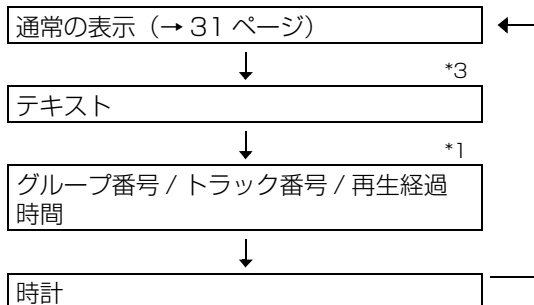 通常の表示（→ 31 ページ）
*3
テキスト
*1
グループ番号 / トラック番号 / 再生経過
時間
時計